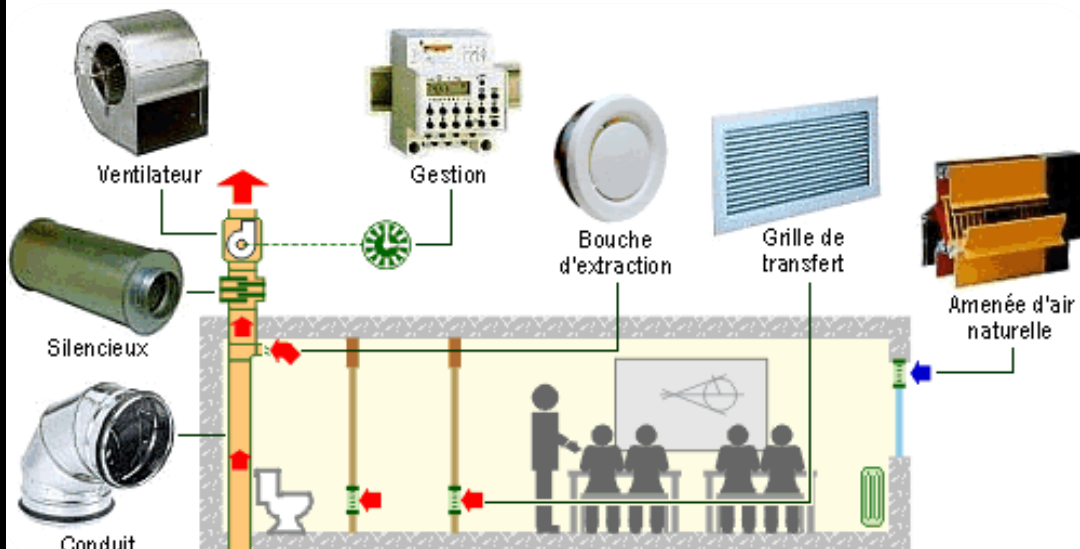 Ventilateur
Gestion
Bouche
d'extraction
Grille de
transfert
Amenée d'air
naturelle
Silencieux
Conduit